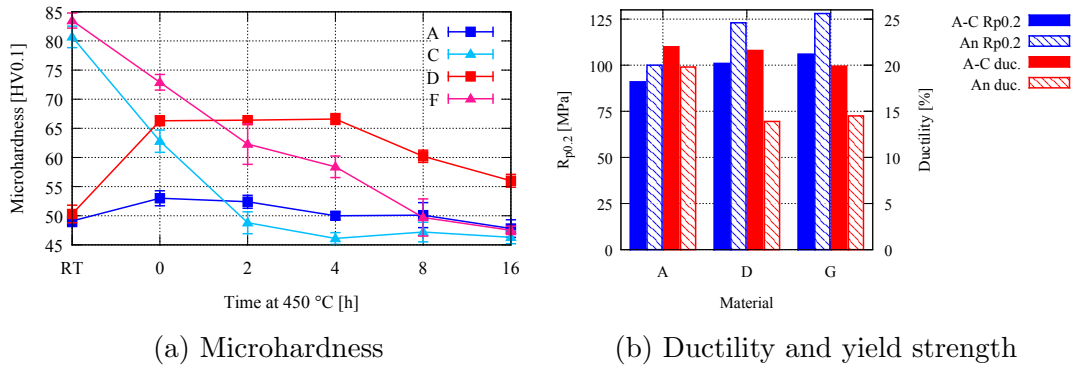 85
80
75
70
65
60
55
50
45
Microhardness [HV0.1]
A
C
D
F
RT 0 2 4 8 16
Time at 450 °C [h]
(a) Microhardness
125
100
75
50
25
0
R_p0.2 [MPa]
25
20
15
10
5
0
Ductility [%]
A-C Rp0.2
An Rp0.2
A-C duc.
An duc.
A D G
Material
(b) Ductility and yield strength